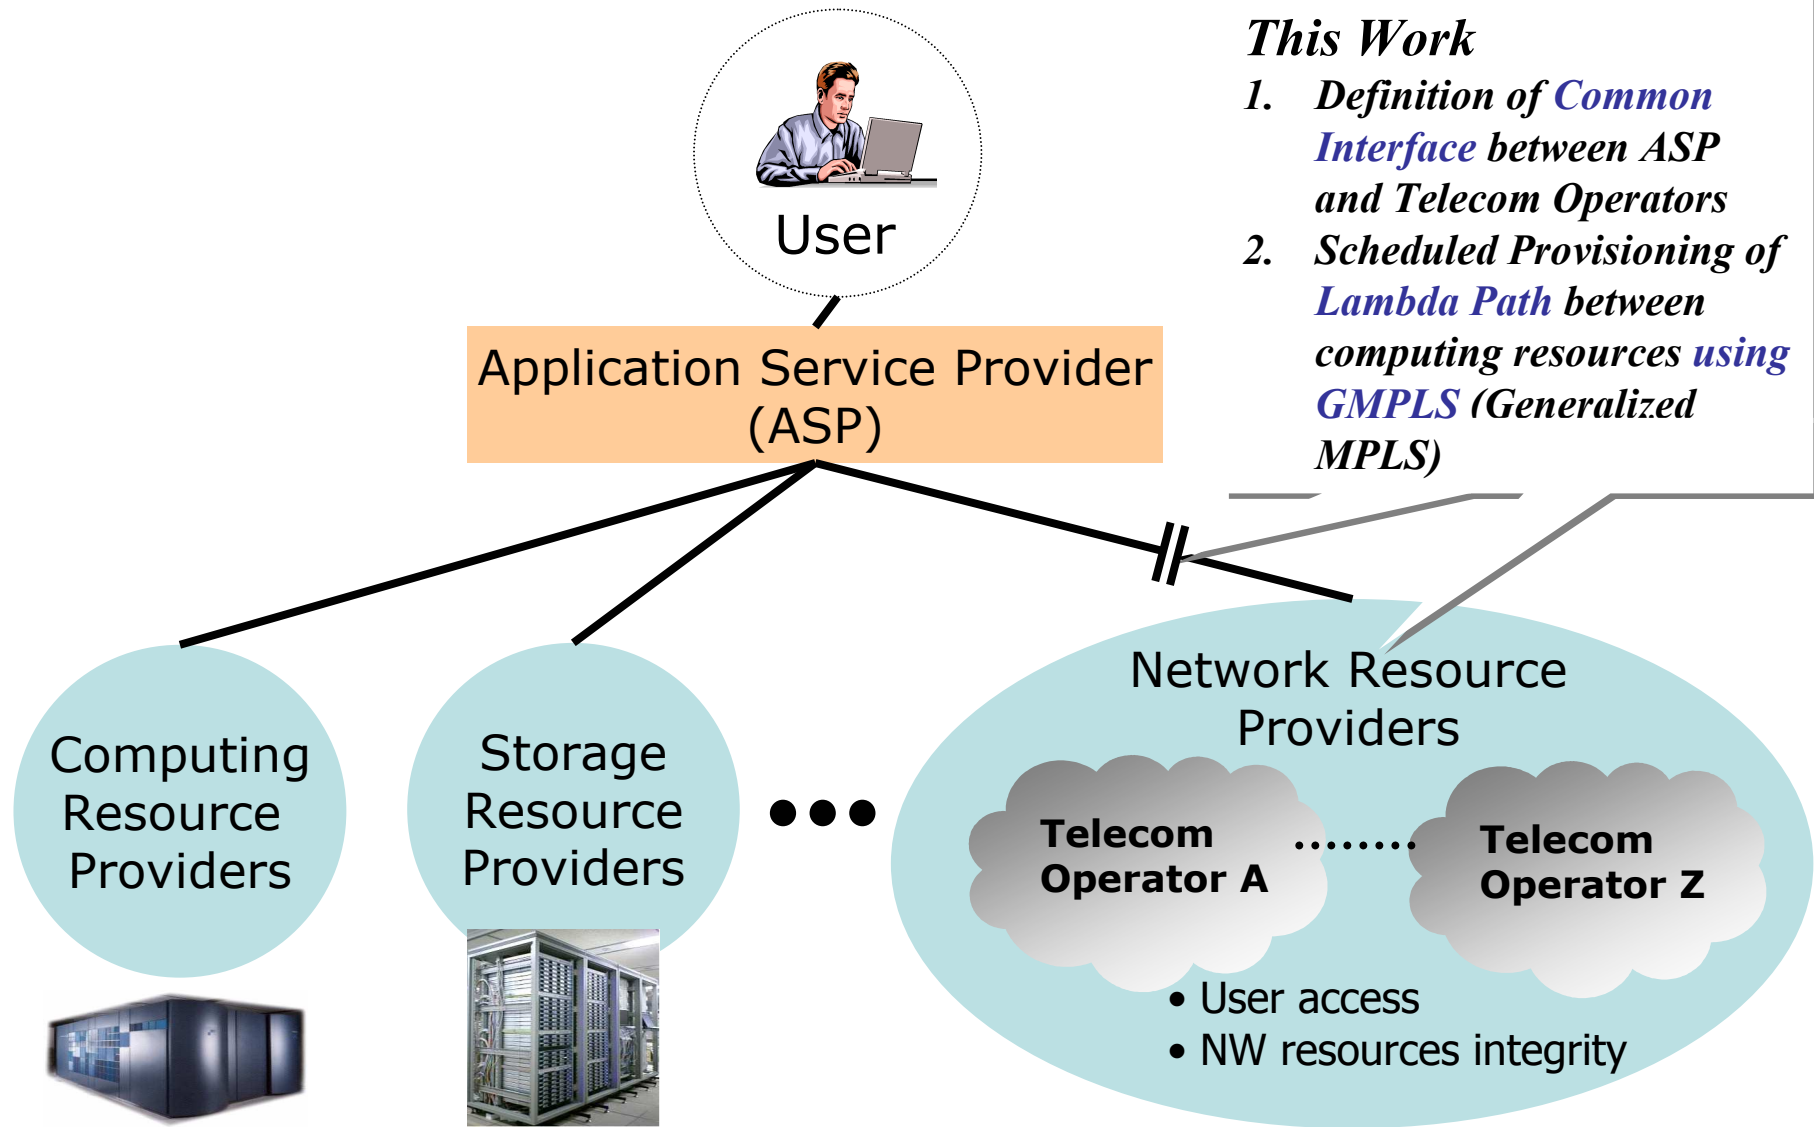 This Work
1. Definition of Common
Interface between ASP
and Telecom Operators
2. Scheduled Provisioning of
Lambda Path between
computing resources using
GMPLS (Generalized
MPLS)
User
Application Service Provider
(ASP)
Computing
Resource
Providers
Storage
Resource
Providers
Network Resource
Providers
Telecom
Operator A
Telecom
Operator Z
• User access
• NW resources integrity